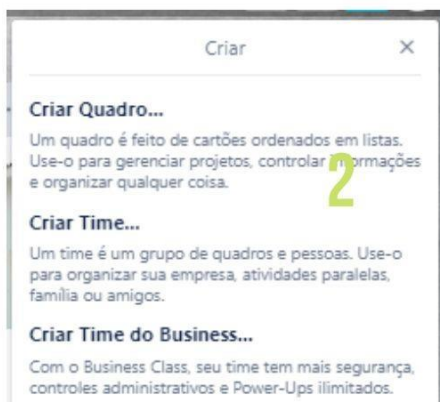 Criar ×
Criar Quadro...
Um quadro é feito de cartões ordenados em listas.
Use-o para gerenciar projetos, controlar informações
e organizar qualquer coisa.
2
Criar Time...
Um time é um grupo de quadros e pessoas. Use-o
para organizar sua empresa, atividades paralelas,
família ou amigos.
Criar Time do Business...
Com o Business Class, seu time tem mais segurança,
controles administrativos e Power-Ups ilimitados.